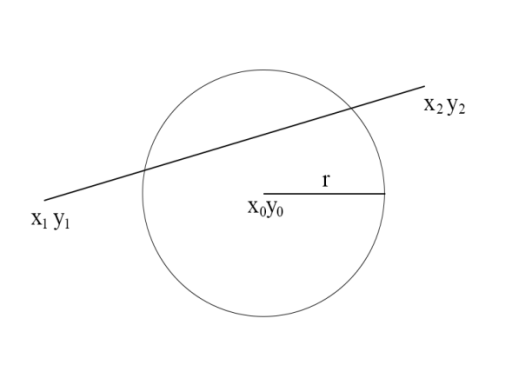 x₂ y₂
r
x₀y₀
x₁ y₁